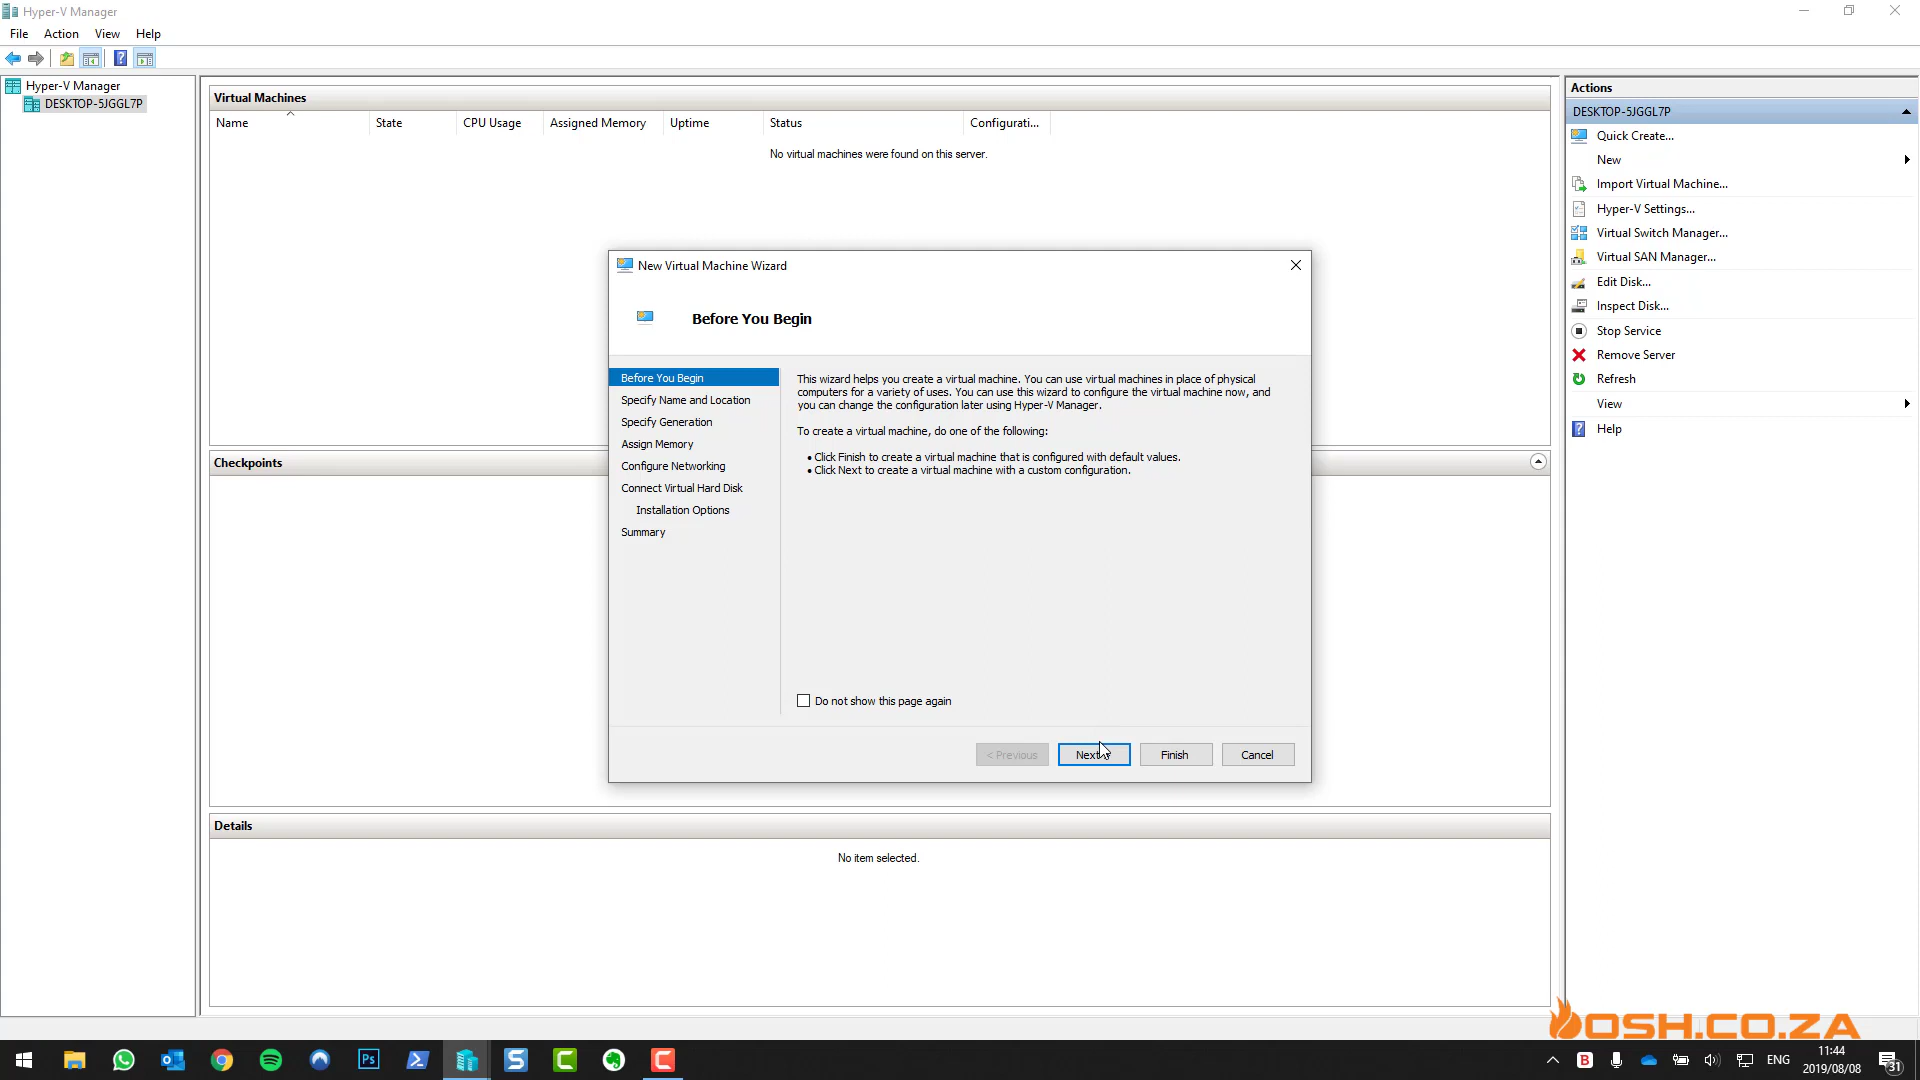 Hyper-V Manager
File Action View Help
Hyper-V Manager
DESKTOP-5JGGL7P
Virtual Machines
Name State CPU Usage Assigned Memory Uptime Status Configurati...
No virtual machines were found on this server.
New Virtual Machine Wizard
Before You Begin
Before You Begin
Specify Name and Location
Specify Generation
Assign Memory
Configure Networking
Connect Virtual Hard Disk
Installation Options
Summary
This wizard helps you create a virtual machine. You can use virtual machines in place of physical
computers for a variety of uses. You can use this wizard to configure the virtual machine now, and
you can change the configuration later using Hyper-V Manager.
To create a virtual machine, do one of the following:
• Click Finish to create a virtual machine that is configured with default values.
• Click Next to create a virtual machine with a custom configuration.
Do not show this page again
< Previous Next Finish Cancel
Checkpoints
Details
No item selected.
Actions
DESKTOP-5JGGL7P
Quick Create...
New
Import Virtual Machine...
Hyper-V Settings...
Virtual Switch Manager...
Virtual SAN Manager...
Edit Disk...
Inspect Disk...
Stop Service
Remove Server
Refresh
View
Help
OSH.CO.ZA
Ps S C C B ENG
11:44
2019/08/08
31